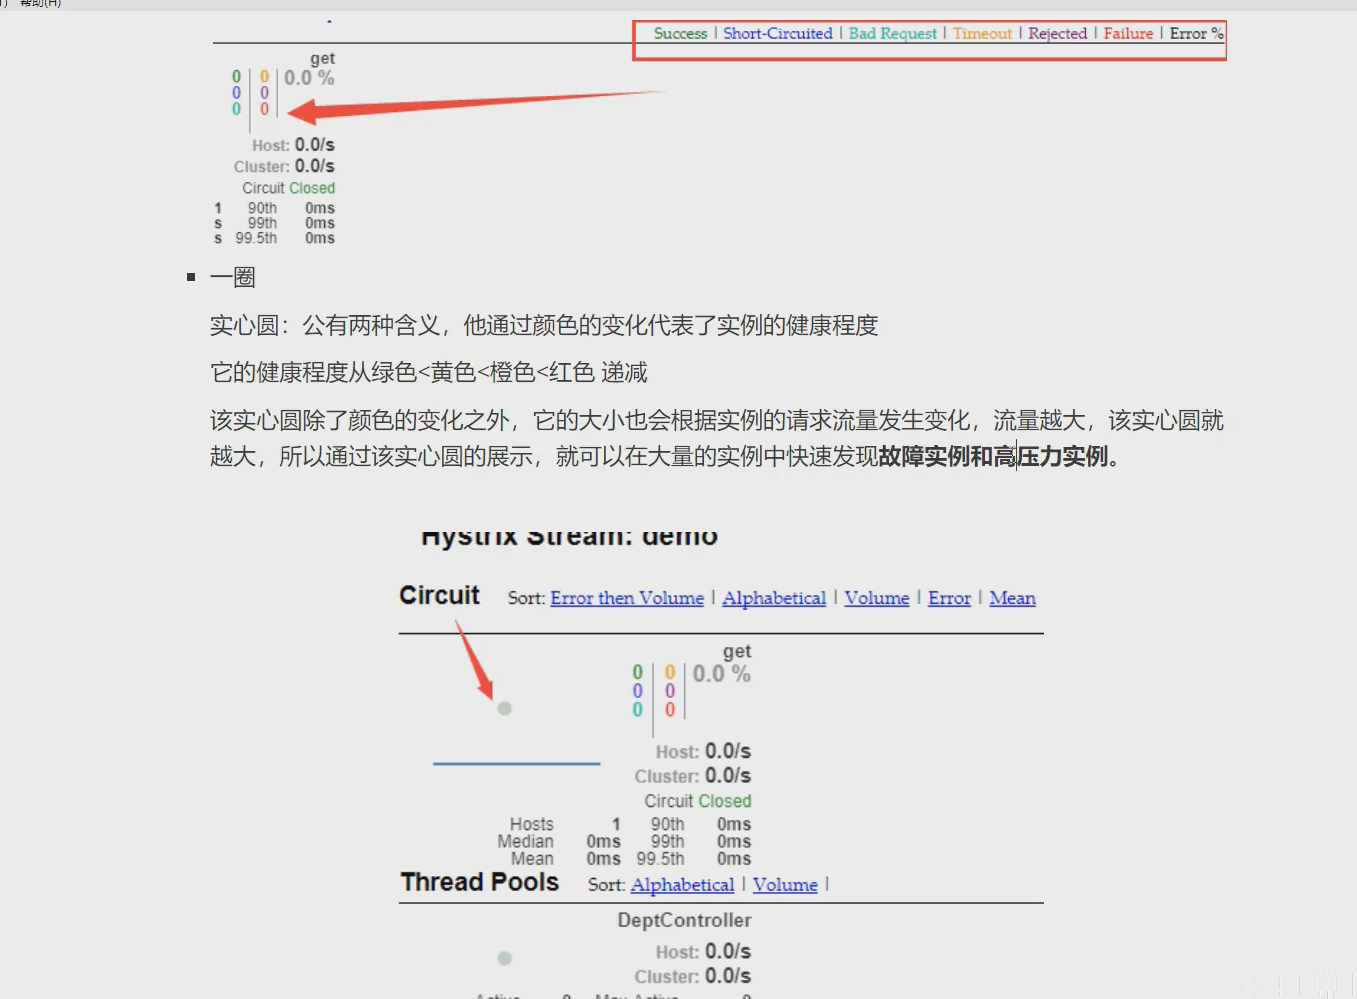 帮助(H)
Success | Short-Circuited | Bad Request | Timeout | Rejected | Failure | Error %
get
0 0 0.0 %
0 0
0 0
Host: 0.0/s
Cluster: 0.0/s
Circuit Closed
1 90th 0ms
s 99th 0ms
s 99.5th 0ms
一圈
实心圆：公有两种含义，他通过颜色的变化代表了实例的健康程度
它的健康程度从绿色<黄色<橙色<红色 递减
该实心圆除了颜色的变化之外，它的大小也会根据实例的请求流量发生变化，流量越大，该实心圆就
越大，所以通过该实心圆的展示，就可以在大量的实例中快速发现故障实例和高压力实例。
Hystrix Stream: demo
Circuit Sort: Error then Volume | Alphabetical | Volume | Error | Mean
get
0 0 0.0 %
0 0
0 0
Host: 0.0/s
Cluster: 0.0/s
Circuit Closed
Hosts 1 90th 0ms
Median 0ms 99th 0ms
Mean 0ms 99.5th 0ms
Thread Pools Sort: Alphabetical | Volume |
DeptController
Host: 0.0/s
Cluster: 0.0/s
Active 0 Max Active 0